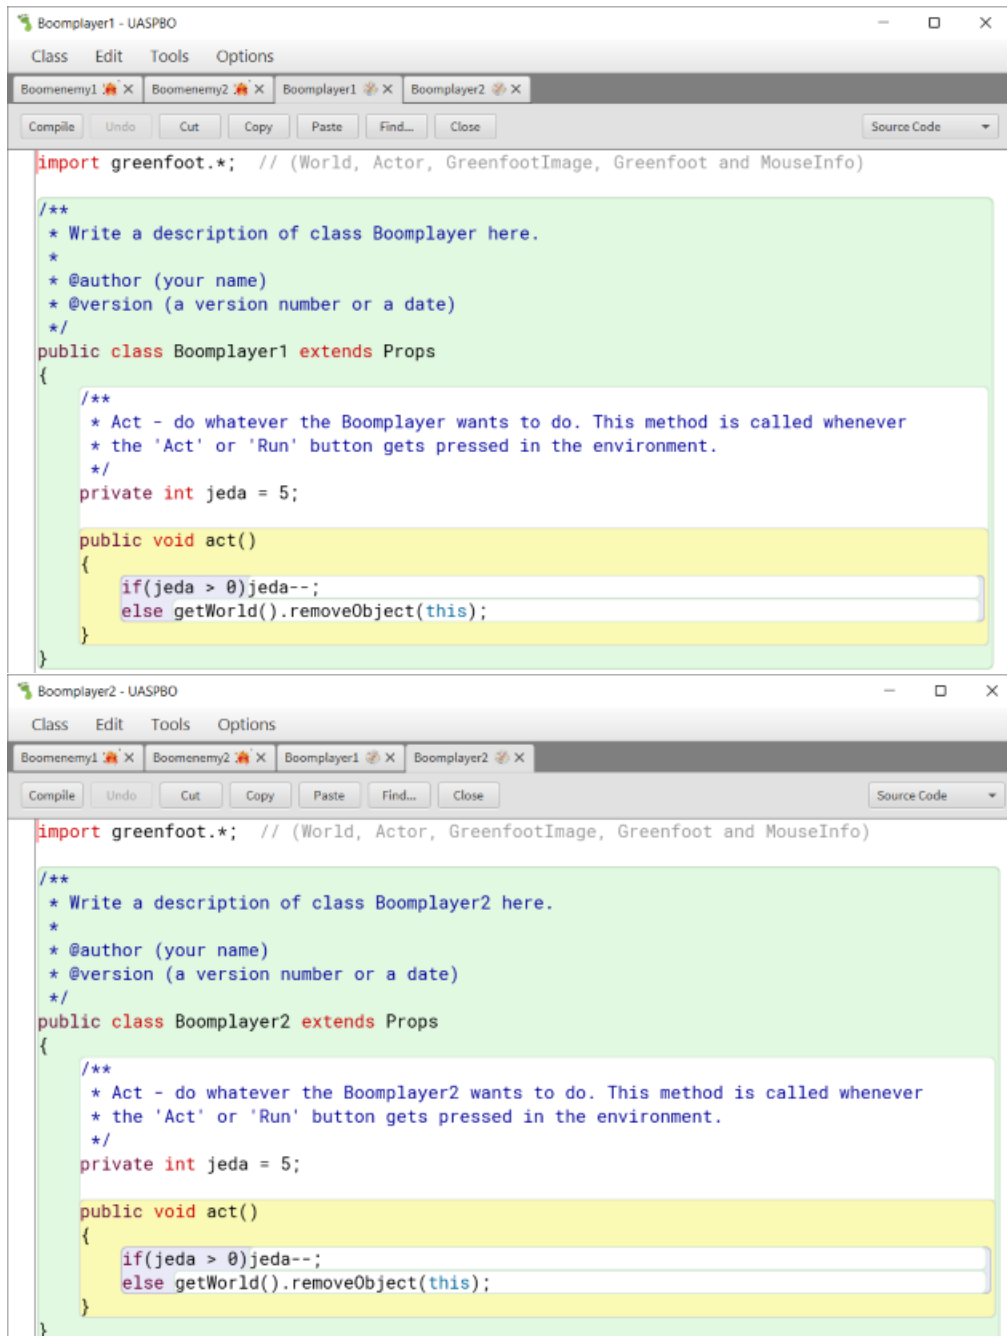 Boomplayer1 - UASPBO
Class Edit Tools Options
Boomenemy1 Boomenemy2 Boomplayer1 Boomplayer2
Compile Undo Cut Copy Paste Find... Close Source Code
import greenfoot.*;  // (World, Actor, GreenfootImage, Greenfoot and MouseInfo)
/**
 * Write a description of class Boomplayer here.
 *
 * @author (your name)
 * @version (a version number or a date)
 */
public class Boomplayer1 extends Props
{
    /**
     * Act - do whatever the Boomplayer wants to do. This method is called whenever
     * the 'Act' or 'Run' button gets pressed in the environment.
     */
    private int jeda = 5;
    public void act()
    {
        if(jeda > 0)jeda--;
        else getWorld().removeObject(this);
    }
}
Boomplayer2 - UASPBO
Class Edit Tools Options
Boomenemy1 Boomenemy2 Boomplayer1 Boomplayer2
Compile Undo Cut Copy Paste Find... Close Source Code
import greenfoot.*;  // (World, Actor, GreenfootImage, Greenfoot and MouseInfo)
/**
 * Write a description of class Boomplayer2 here.
 *
 * @author (your name)
 * @version (a version number or a date)
 */
public class Boomplayer2 extends Props
{
    /**
     * Act - do whatever the Boomplayer2 wants to do. This method is called whenever
     * the 'Act' or 'Run' button gets pressed in the environment.
     */
    private int jeda = 5;
    public void act()
    {
        if(jeda > 0)jeda--;
        else getWorld().removeObject(this);
    }
}